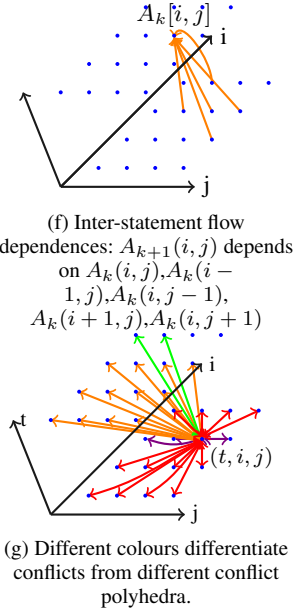 A_k[i, j]
i
j
(f) Inter-statement flow
dependences: A_{k+1}(i, j) depends
on A_k(i, j),A_k(i −
1, j),A_k(i, j − 1),
A_k(i + 1, j),A_k(i, j + 1)
i
t
(t, i, j)
j
(g) Different colours differentiate
conflicts from different conflict
polyhedra.